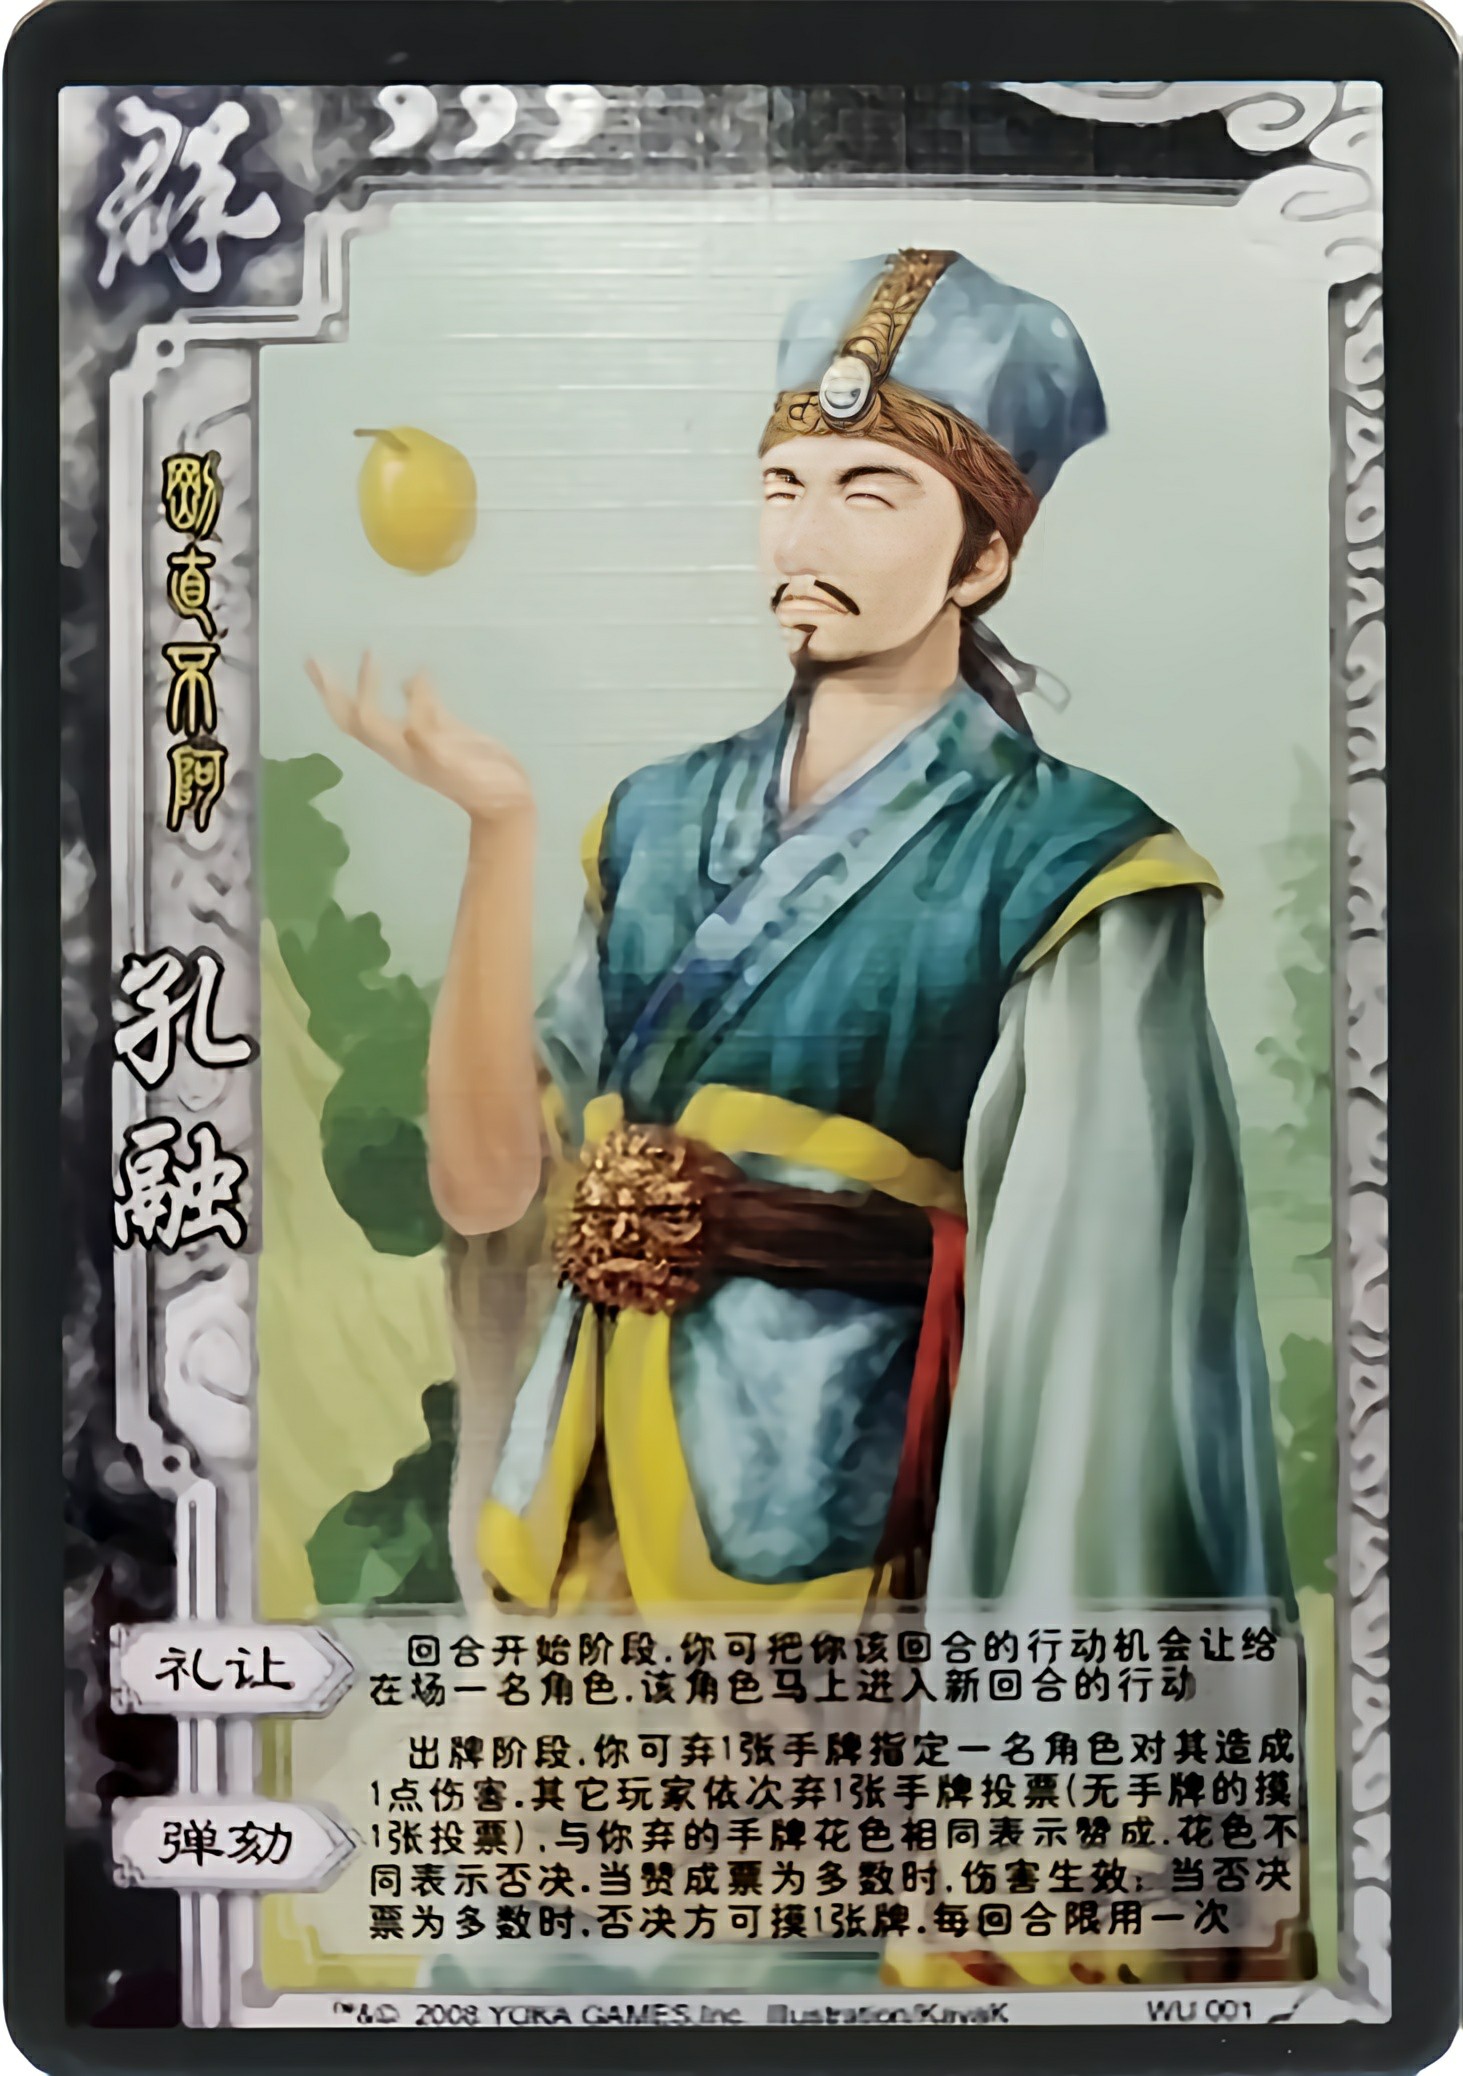 群
刚直不阿
孔融
礼让
回合开始阶段.你可把你该回合的行动机会让给
在场一名角色.该角色马上进入新回合的行动
弹劾
出牌阶段.你可弃1张手牌指定一名角色对其造成
1点伤害.其它玩家依次弃1张手牌投票(无手牌的摸
1张投票).与你弃的手牌花色相同表示赞成.花色不
同表示否决.当赞成票为多数时.伤害生效;当否决
票为多数时.否决方可摸1张牌.每回合限用一次
™&© 2008 YOKA GAMES,Inc. Illustration/KayaK
WU 001